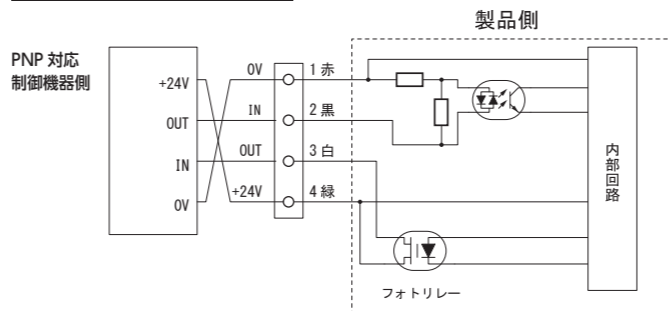 製品側
PNP 対応
制御機器側
+24V
OUT
IN
0V
0V
IN
OUT
+24V
1 赤
2 黒
3 白
4 緑
内部回路
フォトリレー